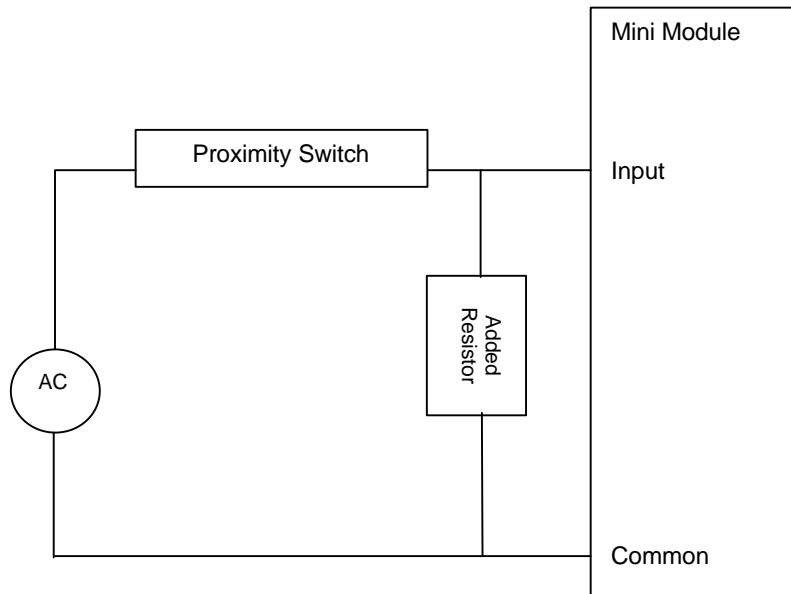 Mini Module
Proximity Switch
Input
Added
Resistor
AC
Common